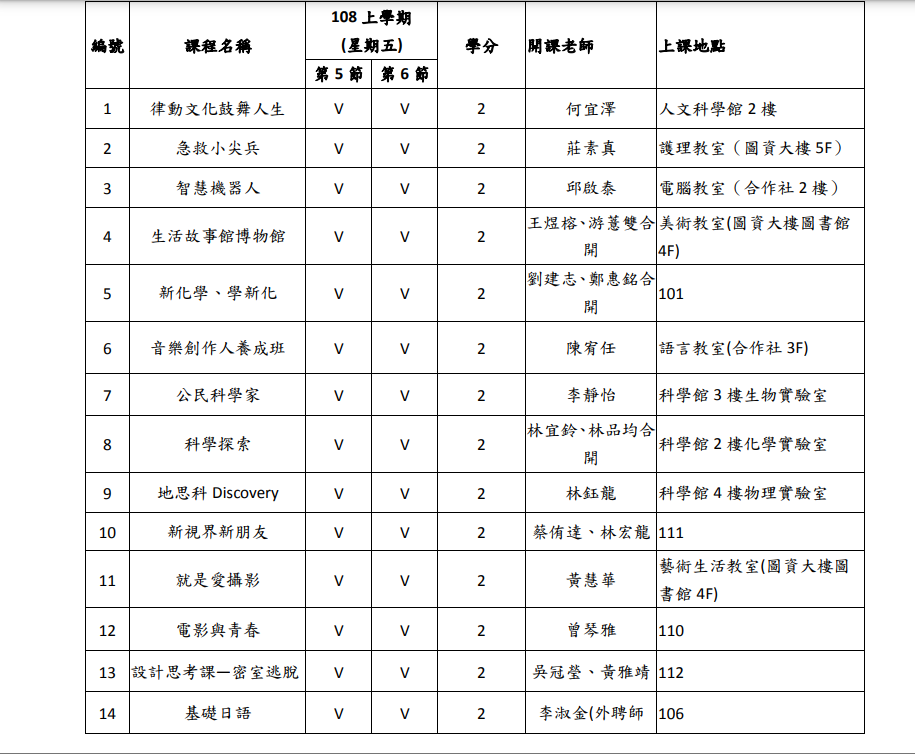 編號 課程名稱 108 上學期 (星期五) 學分 開課老師 上課地點
第 5 節 第 6 節
1 律動文化鼓舞人生 V V 2 何宜澤 人文科學館 2 樓
2 急救小尖兵 V V 2 莊素真 護理教室（圖資大樓 5F）
3 智慧機器人 V V 2 邱啟泰 電腦教室（合作社 2 樓）
4 生活故事館博物館 V V 2 王煜榕、游薏雙合開 美術教室(圖資大樓圖書館 4F)
5 新化學、學新化 V V 2 劉建志、鄭惠銘合開 101
6 音樂創作人養成班 V V 2 陳宥任 語言教室(合作社 3F)
7 公民科學家 V V 2 李靜怡 科學館 3 樓生物實驗室
8 科學探索 V V 2 林宜鈴、林品均合開 科學館 2 樓化學實驗室
9 地思科 Discovery V V 2 林鈺龍 科學館 4 樓物理實驗室
10 新視界新朋友 V V 2 蔡侑達、林宏龍 111
11 就是愛攝影 V V 2 黃慧華 藝術生活教室(圖資大樓圖書館 4F)
12 電影與青春 V V 2 曾琴雅 110
13 設計思考課—密室逃脫 V V 2 吳冠瑩、黃雅靖 112
14 基礎日語 V V 2 李淑金(外聘師 106